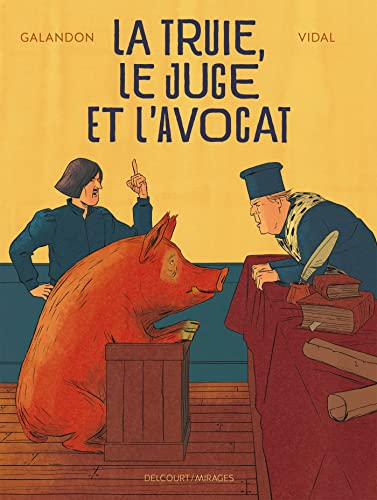 GALANDON
VIDAL
LA TRUIE,
LE JUGE
ET L'AVOCAT
DELCOURT/MIRAGES